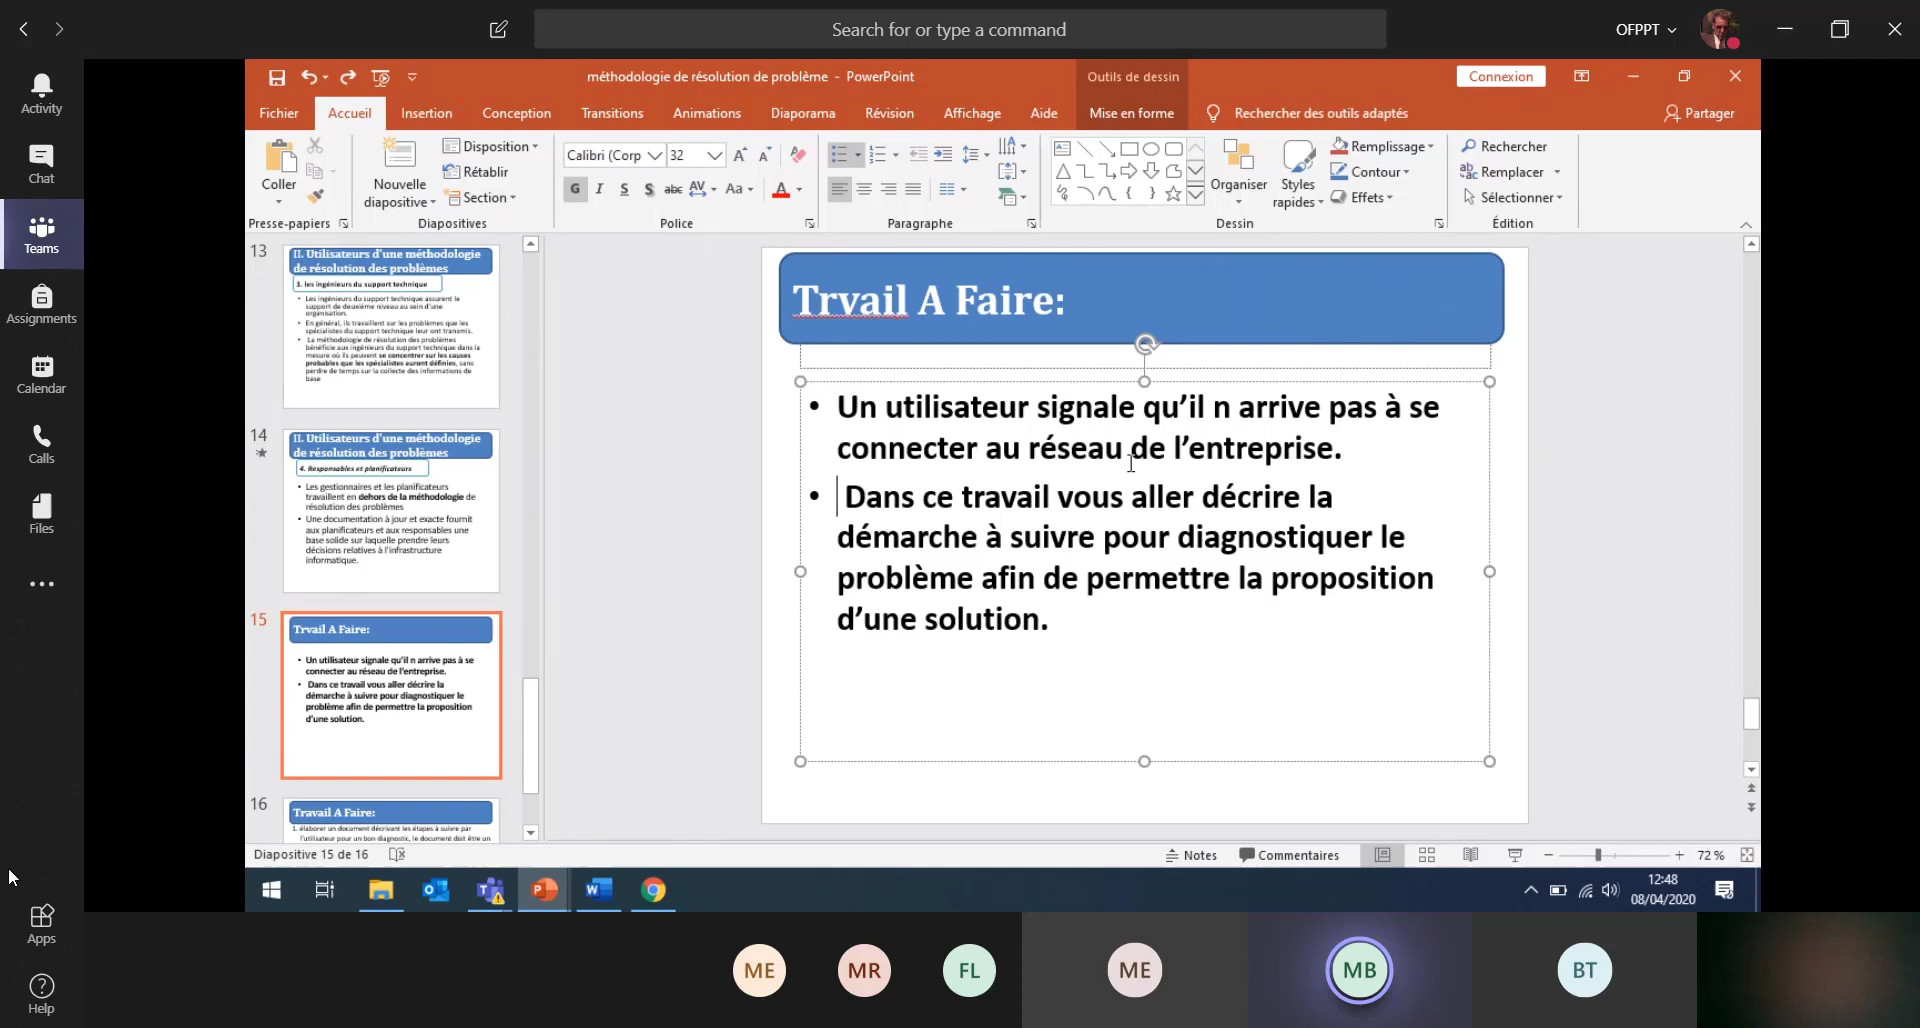 Search for or type a command
OFPPT
Activity
Chat
Teams
Assignments
Calendar
Calls
Files
Apps
Help
méthodologie de résolution de problème - PowerPoint
Outils de dessin
Connexion
Fichier
Accueil
Insertion
Conception
Transitions
Animations
Diaporama
Révision
Affichage
Aide
Mise en forme
Rechercher des outils adaptés
Partager
Coller
Presse-papiers
Nouvelle
diapositive
Disposition
Rétablir
Section
Diapositives
Calibri (Corp
32
G I S S abc AV Aa A
Police
Paragraphe
Organiser
Styles
rapides
Remplissage
Contour
Effets
Dessin
Rechercher
Remplacer
Sélectionner
Édition
13
II. Utilisateurs d'une méthodologie
de résolution des problèmes
3. les ingénieurs du support technique
• Les ingénieurs du support technique assurent le
support de deuxième niveau au sein d'une
organisation.
• En général, ils travaillent sur les problèmes que les
spécialistes du support technique leur ont transmis.
• La méthodologie de résolution des problèmes
bénéficie aux ingénieurs du support technique dans la
mesure où ils peuvent se concentrer sur les causes
probables que les spécialistes auront définies, sans
perdre de temps sur la collecte des informations de
base
14
II. Utilisateurs d'une méthodologie
de résolution des problèmes
4. Responsables et planificateurs
• Les gestionnaires et les planificateurs
travaillent en dehors de la méthodologie de
résolution des problèmes
• Une documentation à jour et exacte fournit
aux planificateurs et aux responsables une
base solide sur laquelle prendre leurs
décisions relatives à l'infrastructure
informatique.
15
Trvail A Faire:
• Un utilisateur signale qu'il n arrive pas à se
connecter au réseau de l'entreprise.
• Dans ce travail vous aller décrire la
démarche à suivre pour diagnostiquer le
problème afin de permettre la proposition
d'une solution.
16
Travail A Faire:
1. élaborer un document décrivant les étapes à suivre par
l'utilisateur pour un bon diagnostic, le document doit être un
Trvail A Faire:
• Un utilisateur signale qu’il n arrive pas à se
connecter au réseau de l’entreprise.
• Dans ce travail vous aller décrire la
démarche à suivre pour diagnostiquer le
problème afin de permettre la proposition
d’une solution.
Diapositive 15 de 16
Notes
Commentaires
72 %
12:48
08/04/2020
ME
MR
FL
ME
MB
BT